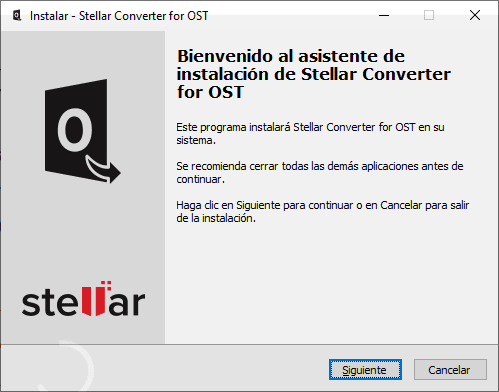 Instalar - Stellar Converter for OST
Bienvenido al asistente de
instalación de Stellar Converter
for OST
Este programa instalará Stellar Converter for OST en su
sistema.
Se recomienda cerrar todas las demás aplicaciones antes de
continuar.
Haga clic en Siguiente para continuar o en Cancelar para salir
de la instalación.
O
stellar
Siguiente
Cancelar